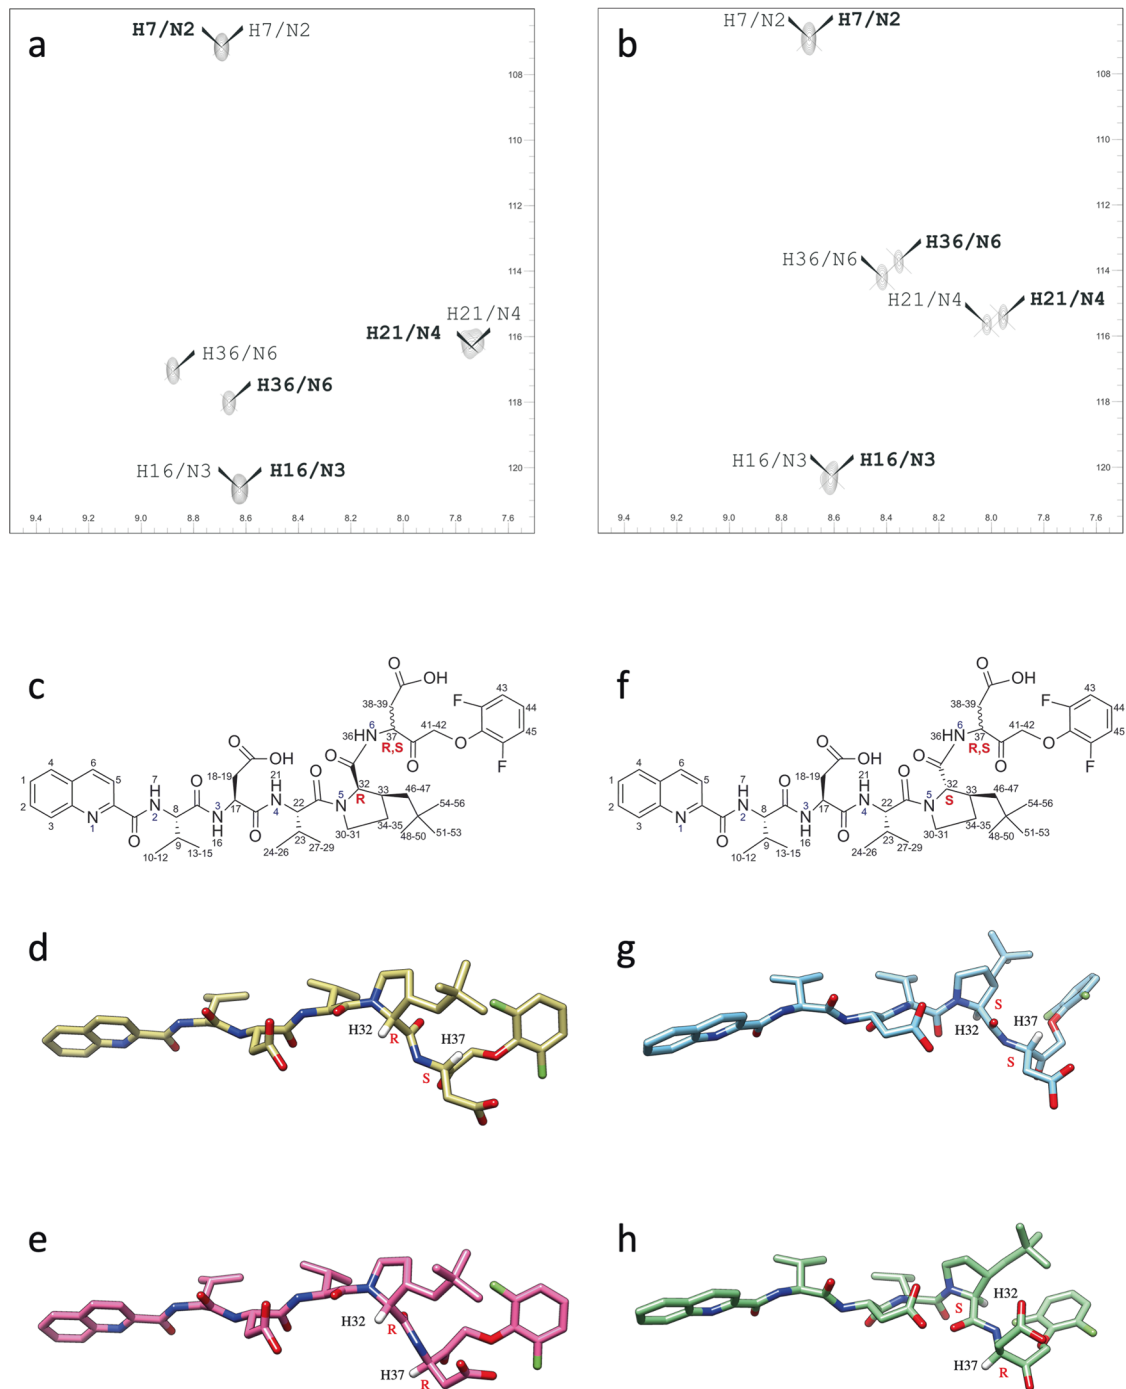 a
H7/N2 H7/N2
108
110
112
114
H21/N4
116
H21/N4
H36/N6
H36/N6
118
H16/N3 H16/N3
120
9.4 9.2 9.0 8.8 8.6 8.4 8.2 8.0 7.8 7.6
b
H7/N2 H7/N2
108
110
112
H36/N6
H36/N6
114
H21/N4 H21/N4
116
118
H16/N3 H16/N3
120
9.4 9.2 9.0 8.8 8.6 8.4 8.2 8.0 7.8 7.6
c
O
OH
38-39
F 43
44
45
6
36 HN 37 41-42
R,S
O
O
F
O
32
R
33 46-47
O
OH
18-19
21
H
N
4
O
22
N
5
30-31
34-35
54-56
51-53
48-50
4 6
1 5
2 3
N
1
O
7
H
N
2
8
O
3
N
H
16
17
O
9
10-12 13-15
23
24-26 27-29
f
O
OH
38-39
F 43
44
45
6
36 HN 37 41-42
R,S
O
O
F
O
32
S
33 46-47
O
OH
18-19
21
H
N
4
O
22
N
5
30-31
34-35
54-56
51-53
48-50
4 6
1 5
2 3
N
1
O
7
H
N
2
8
O
3
N
H
16
17
O
9
10-12 13-15
23
24-26 27-29
d
H32
R
H37
S
g
S
H32
H37
S
e
H32
R
H37
R
h
H32
S
H37
R